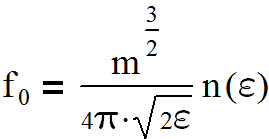 f₀ = m^(3/2) / (4π·√(2ε)) n(ε)